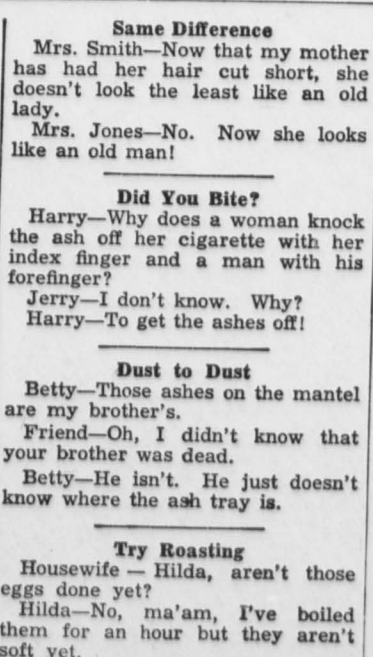 Same Difference
Mrs. Smith—Now that my mother
has had her hair cut short, she
doesn't look the least like an old
lady.
Mrs. Jones—No. Now she looks
like an old man!
Did You Bite?
Harry—Why does a woman knock
the ash off her cigarette with her
index finger and a man with his
forefinger?
Jerry—I don't know. Why?
Harry—To get the ashes off!
Dust to Dust
Betty—Those ashes on the mantel
are my brother's.
Friend—Oh, I didn't know that
your brother was dead.
Betty—He isn't. He just doesn't
know where the ash tray is.
Try Roasting
Housewife — Hilda, aren't those
eggs done yet?
Hilda—No, ma'am, I've boiled
them for an hour but they aren't
soft yet.